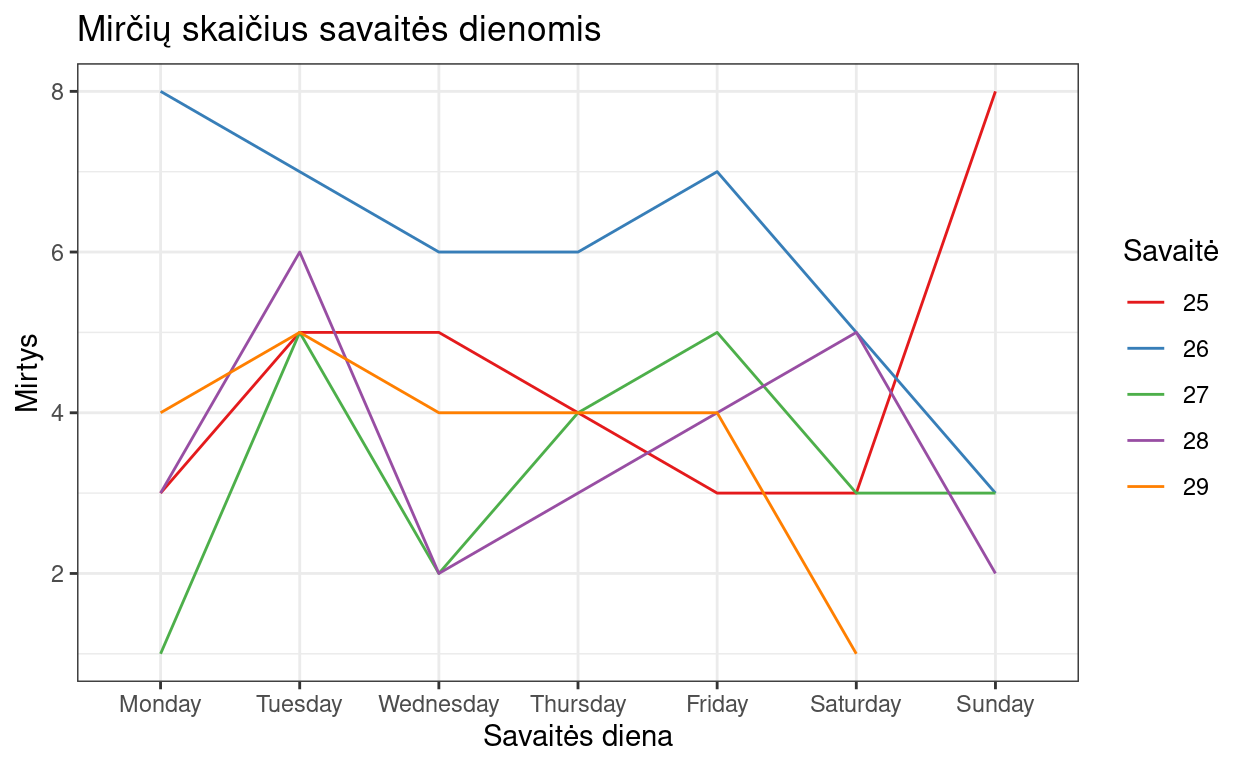 Mirčių skaičius savaitės dienomis
8
6
4
2
Mirtys
Monday Tuesday Wednesday Thursday Friday Saturday Sunday
Savaitės diena
Savaitė
25
26
27
28
29